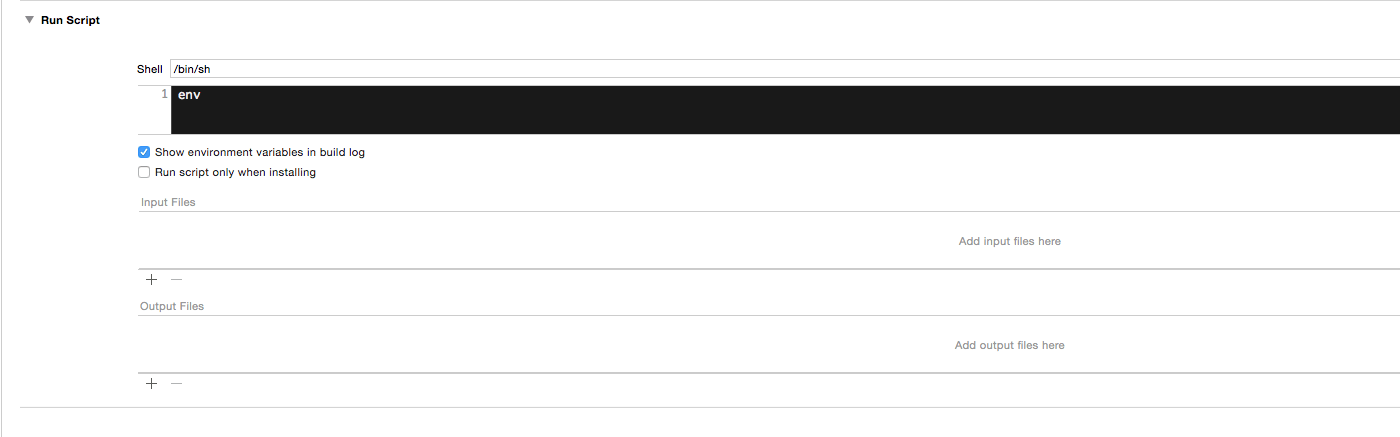 Run Script
Shell /bin/sh
1 env
Show environment variables in build log
Run script only when installing
Input Files
Add input files here
Output Files
Add output files here